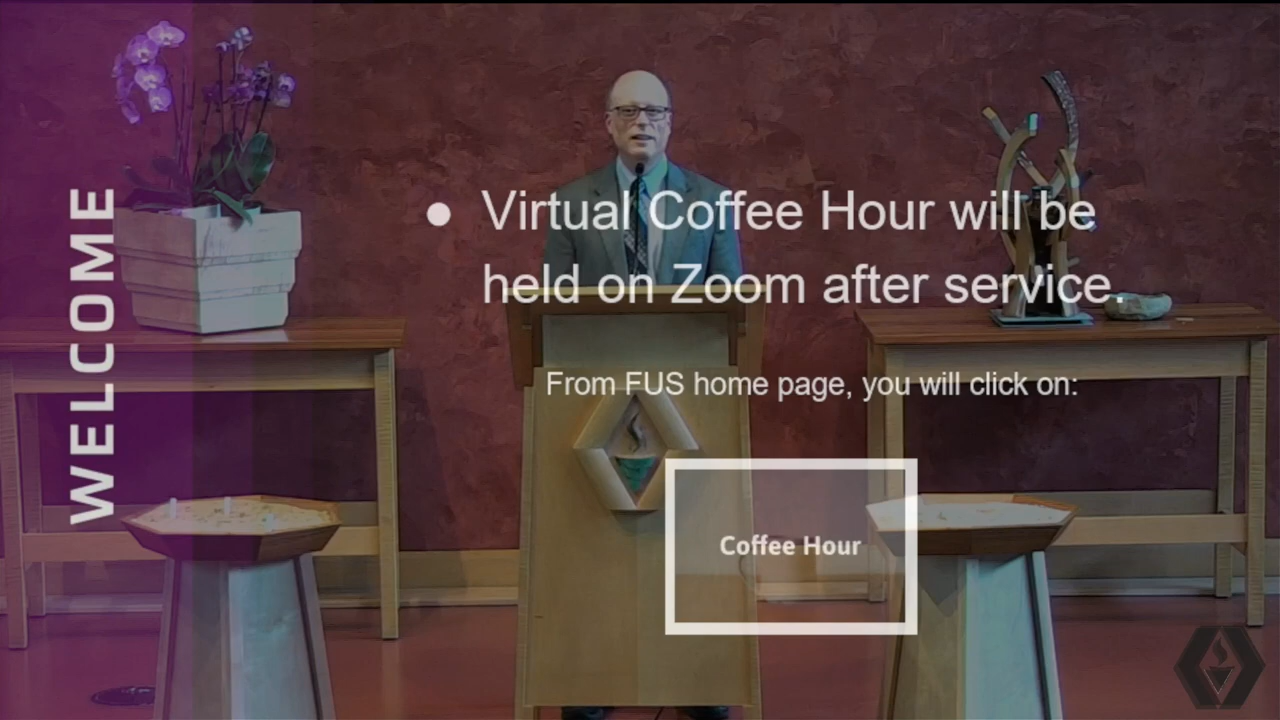 WELCOME
● Virtual Coffee Hour will be
held on Zoom after service.
From FUS home page, you will click on:
Coffee Hour